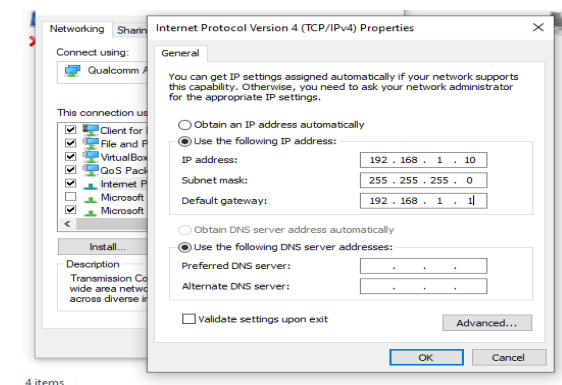 Networking Sharin
Connect using:
Qualcomm A
This connection us
Client for
File and P
VirtualBox
QoS Pack
Internet P
Microsoft
Microsoft
Install...
Description
Transmission Co
wide area netwo
across diverse in
4 items
Internet Protocol Version 4 (TCP/IPv4) Properties
General
You can get IP settings assigned automatically if your network supports
this capability. Otherwise, you need to ask your network administrator
for the appropriate IP settings.
Obtain an IP address automatically
Use the following IP address:
IP address: 192 . 168 . 1 . 10
Subnet mask: 255 . 255 . 255 . 0
Default gateway: 192 . 168 . 1 . 1
Obtain DNS server address automatically
Use the following DNS server addresses:
Preferred DNS server: . . .
Alternate DNS server: . . .
Validate settings upon exit
Advanced...
OK Cancel